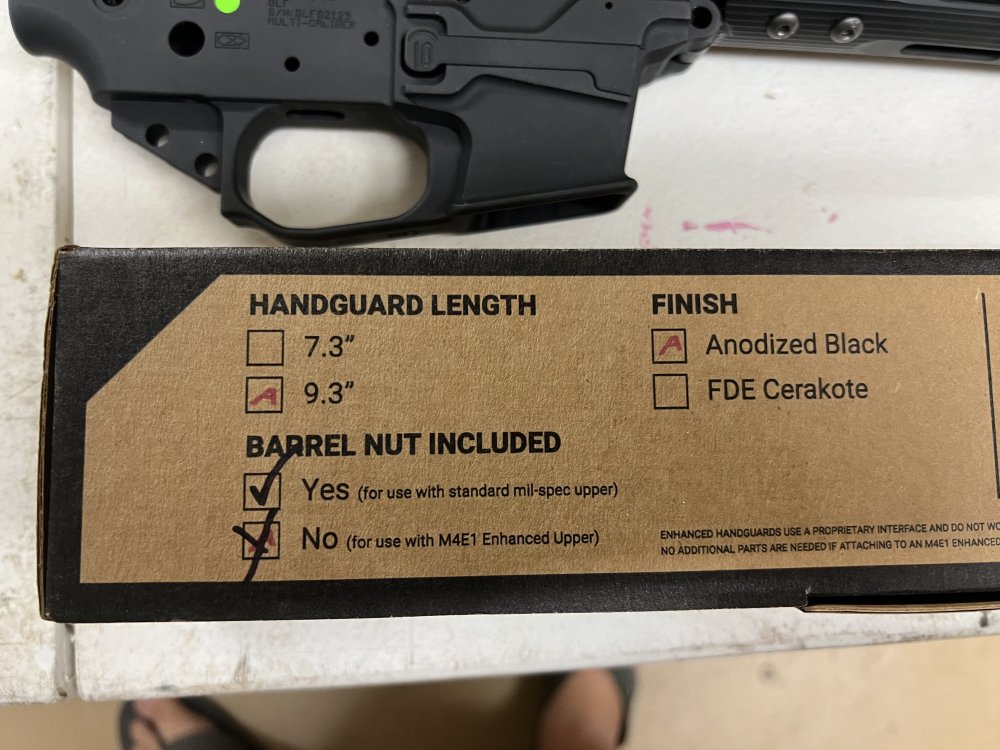 GLF
S/N:GLF02125
MULTI-CALIBER
HANDGUARD LENGTH
7.3"
A 9.3"
BARREL NUT INCLUDED
Yes (for use with standard mil-spec upper)
A No (for use with M4E1 Enhanced Upper)
FINISH
A Anodized Black
FDE Cerakote
ENHANCED HANDGUARDS USE A PROPRIETARY INTERFACE AND DO NOT
NO ADDITIONAL PARTS ARE NEEDED IF ATTACHING TO AN M4E1 ENHANCED